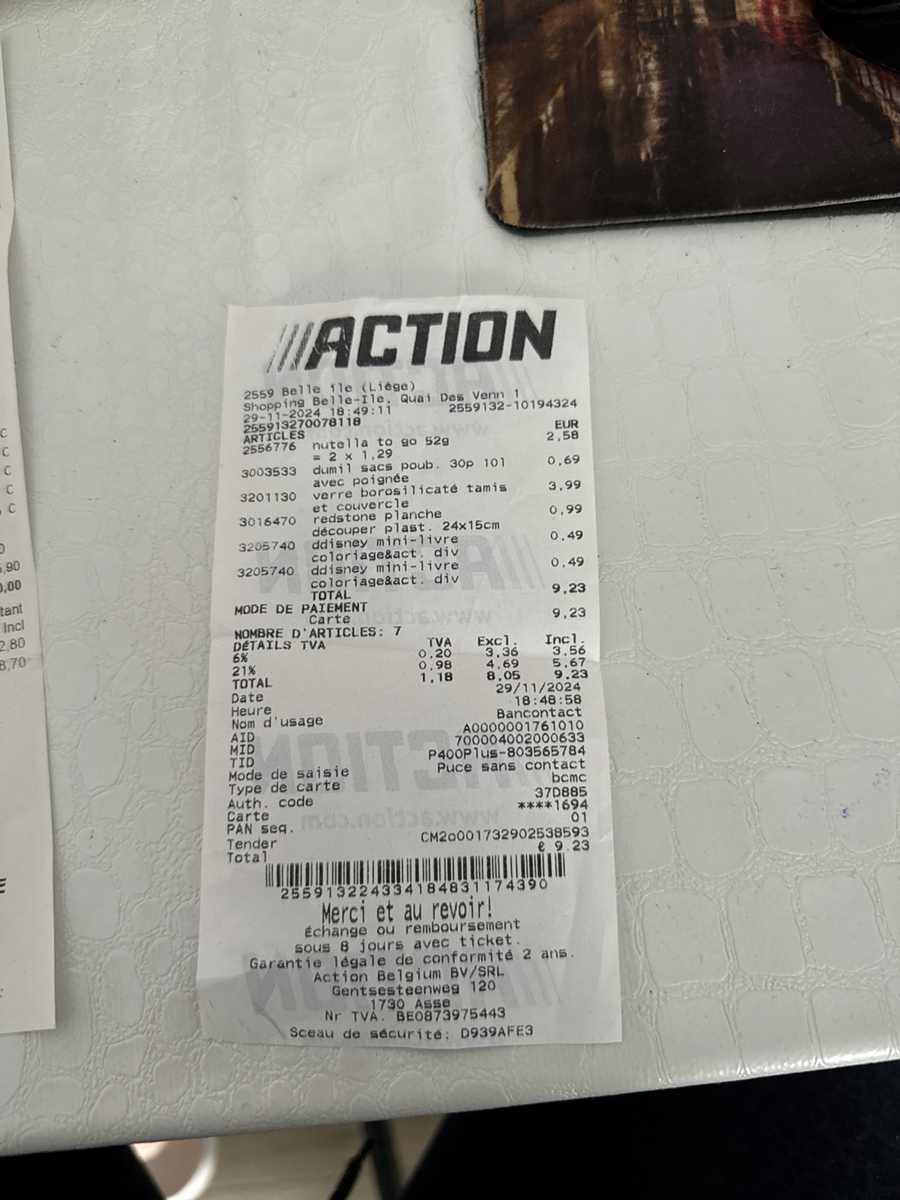 ///ACTION
2559 Belle île (Liège)
Shopping Belle-Ile, Quai Des Venn 1
29-11-2024 18:49:11 2559132-10194324
255913270078118
ARTICLES EUR
2556776 nutella to go 52g 2,58
= 2 x 1,29
3003533 dumil sacs poub. 30p 10l 0,69
avec poignée
3201130 verre borosilicaté tamis 3,99
et couvercle
3016470 redstone planche 0,99
découper plast. 24x15cm
3205740 ddisney mini-livre 0,49
coloriage&act. div
3205740 ddisney mini-livre 0,49
coloriage&act. div
TOTAL 9,23
MODE DE PAIEMENT
Carte 9,23
NOMBRE D'ARTICLES: 7
DÉTAILS TVA TVA Excl. Incl.
6% 0,20 3,36 3,56
21% 0,98 4,69 5,67
TOTAL 1,18 8,05 9,23
Date 29/11/2024
Heure 18:48:58
Nom d'usage Bancontact
AID A0000001761010
MID 700004002000633
TID P400Plus-803565784
Mode de saisie Puce sans contact
Type de carte bcmc
Auth. code 37D885
Carte ****1694
PAN seq. 01
Tender CM2o001732902538593
Total € 9.23
2559132243341848311​74390
Merci et au revoir!
Échange ou remboursement
sous 8 jours avec ticket.
Garantie légale de conformité 2 ans.
Action Belgium BV/SRL
Gentsesteenweg 120
1730 Asse
Nr TVA. BE0873975443
Sceau de sécurité: D939AFE3
C
C
C
C
C
,90
0,00
tant
Incl
2,80
8,70